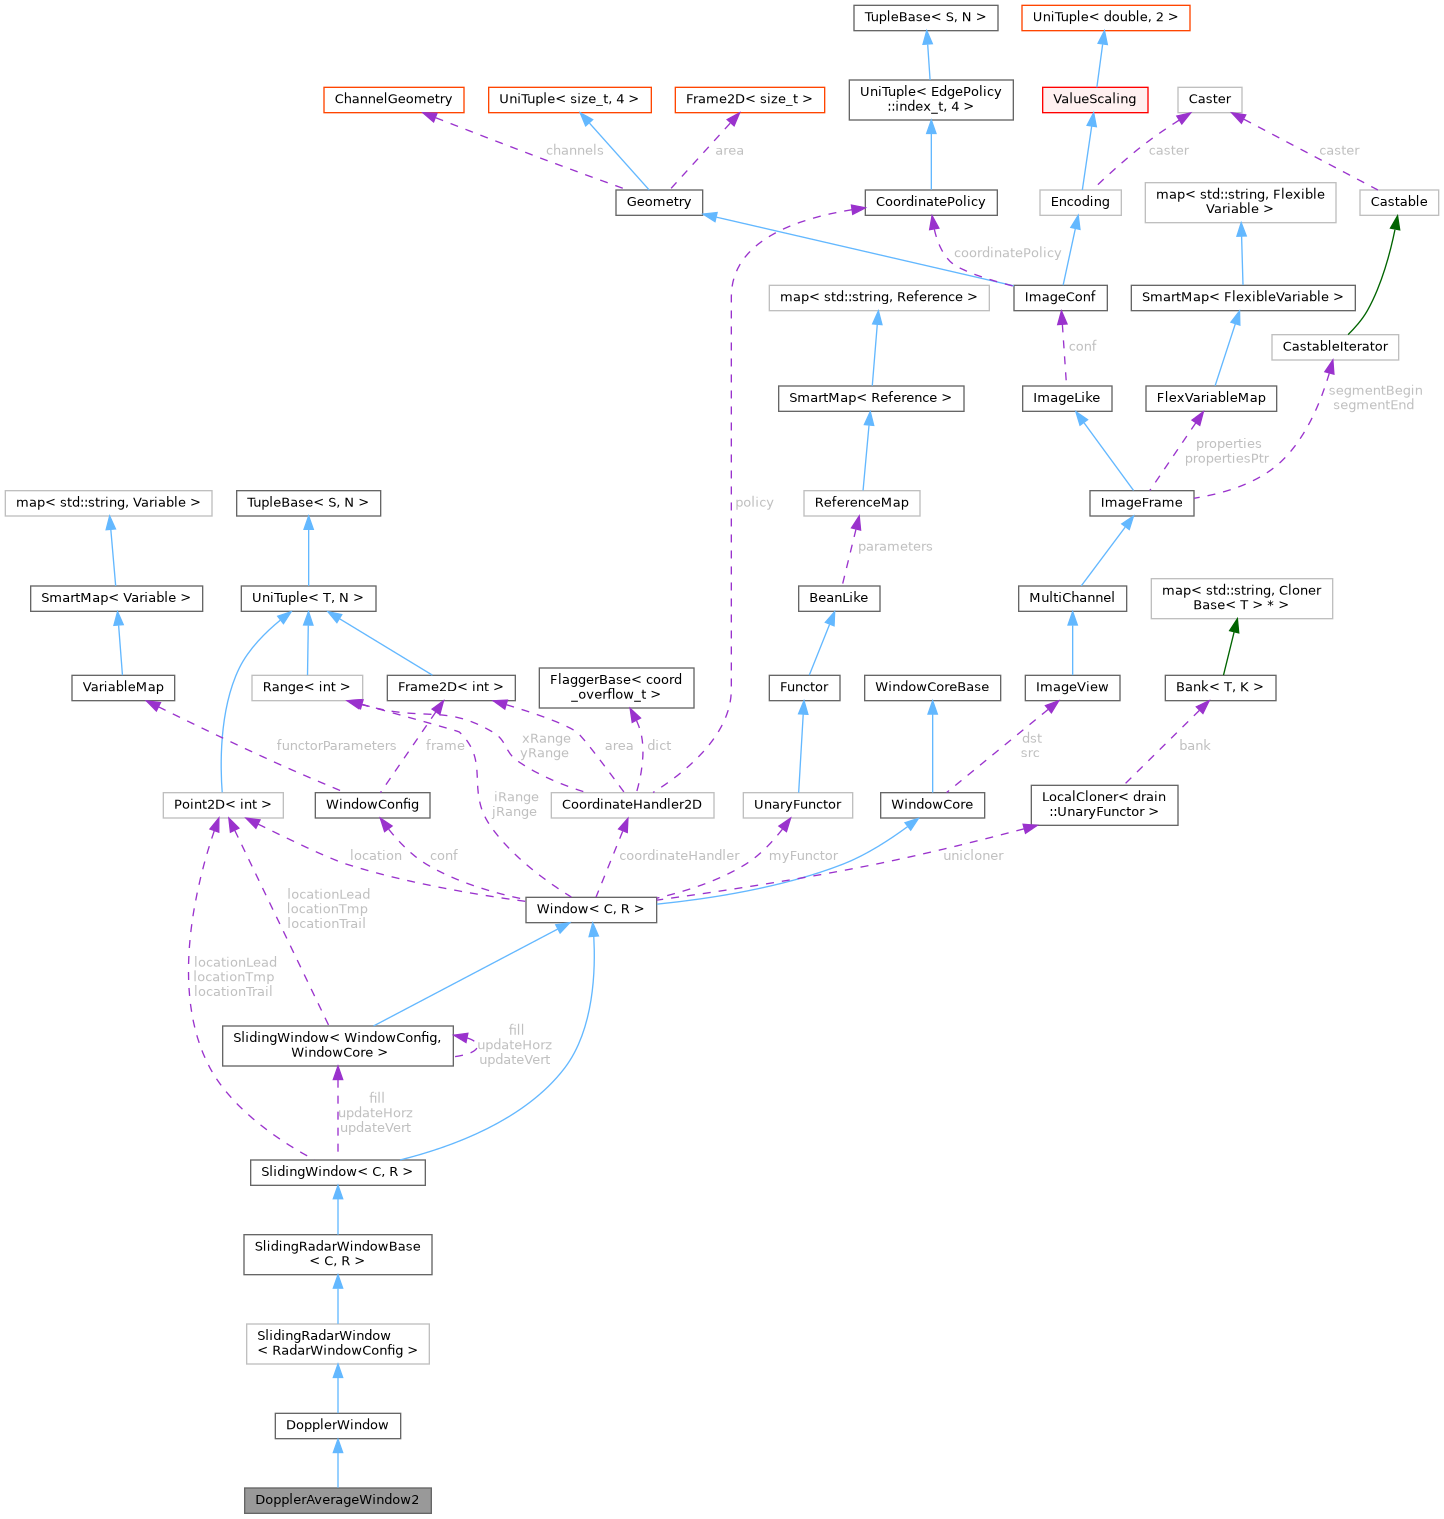 TupleBase< S, N >
UniTuple< double, 2 >
ChannelGeometry
UniTuple< size_t, 4 >
Frame2D< size_t >
UniTuple< EdgePolicy
::index_t, 4 >
ValueScaling
Caster
channels
area
caster
caster
Geometry
CoordinatePolicy
Encoding
map< std::string, Flexible
Variable >
Castable
coordinatePolicy
map< std::string, Reference >
ImageConf
SmartMap< FlexibleVariable >
conf
CastableIterator
SmartMap< Reference >
ImageLike
FlexVariableMap
segmentBegin
segmentEnd
properties
propertiesPtr
map< std::string, Variable >
TupleBase< S, N >
policy
ReferenceMap
ImageFrame
parameters
SmartMap< Variable >
UniTuple< T, N >
BeanLike
MultiChannel
map< std::string, Cloner
Base< T > * >
VariableMap
Range< int >
Frame2D< int >
FlaggerBase< coord
_overflow_t >
Functor
WindowCoreBase
ImageView
Bank< T, K >
functorParameters
frame
xRange
yRange
area
dict
dst
src
bank
Point2D< int >
WindowConfig
iRange
jRange
CoordinateHandler2D
UnaryFunctor
WindowCore
LocalCloner< drain
::UnaryFunctor >
location
conf
coordinateHandler
myFunctor
unicloner
locationLead
locationTmp
locationTrail
Window< C, R >
locationLead
locationTmp
locationTrail
SlidingWindow< WindowConfig,
WindowCore >
fill
updateHorz
updateVert
fill
updateHorz
updateVert
SlidingWindow< C, R >
SlidingRadarWindowBase
< C, R >
SlidingRadarWindow
< RadarWindowConfig >
DopplerWindow
DopplerAverageWindow2